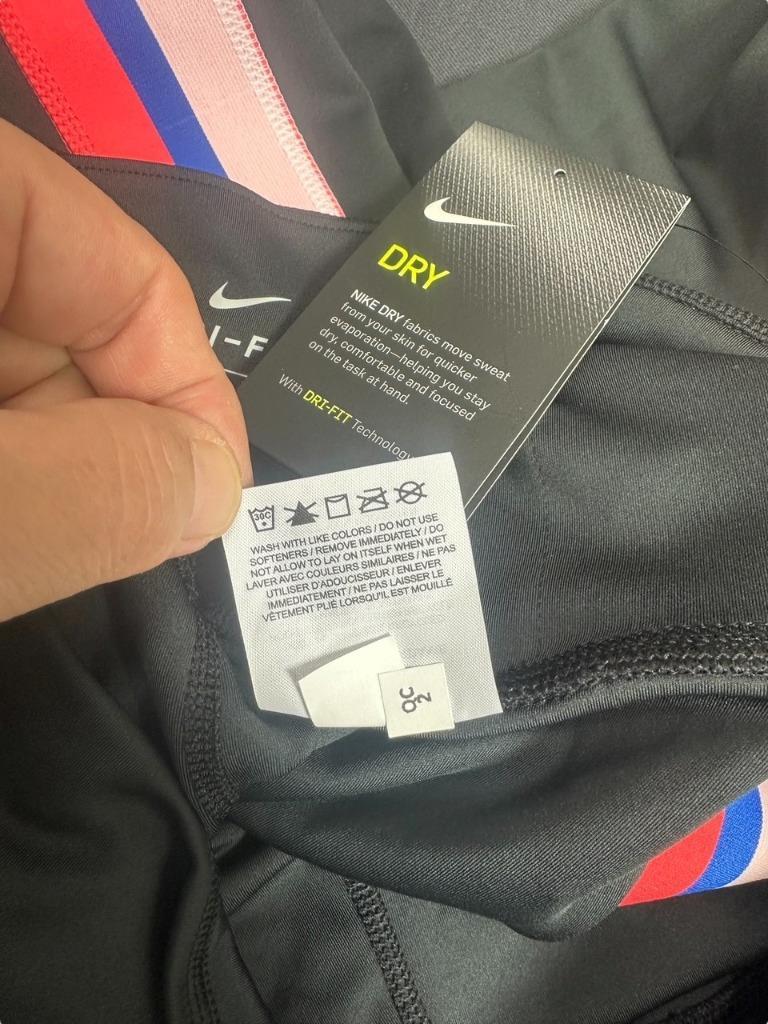 DRY
NIKE DRY fabrics move sweat
from your skin for quicker
evaporation—helping you stay
dry, comfortable and focused
on the task at hand.
With DRI-FIT Technology
I-F
30C
WASH WITH LIKE COLORS / DO NOT USE
SOFTENERS / REMOVE IMMEDIATELY / DO
NOT ALLOW TO LAY ON ITSELF WHEN WET
LAVER AVEC COULEURS SIMILAIRES / NE PAS
UTILISER D'ADOUCISSEUR / ENLEVER
IMMEDIATEMENT / NE PAS LAISSER LE
VÊTEMENT PLIÉ LORSQU'IL EST MOUILLÉ
QC
2